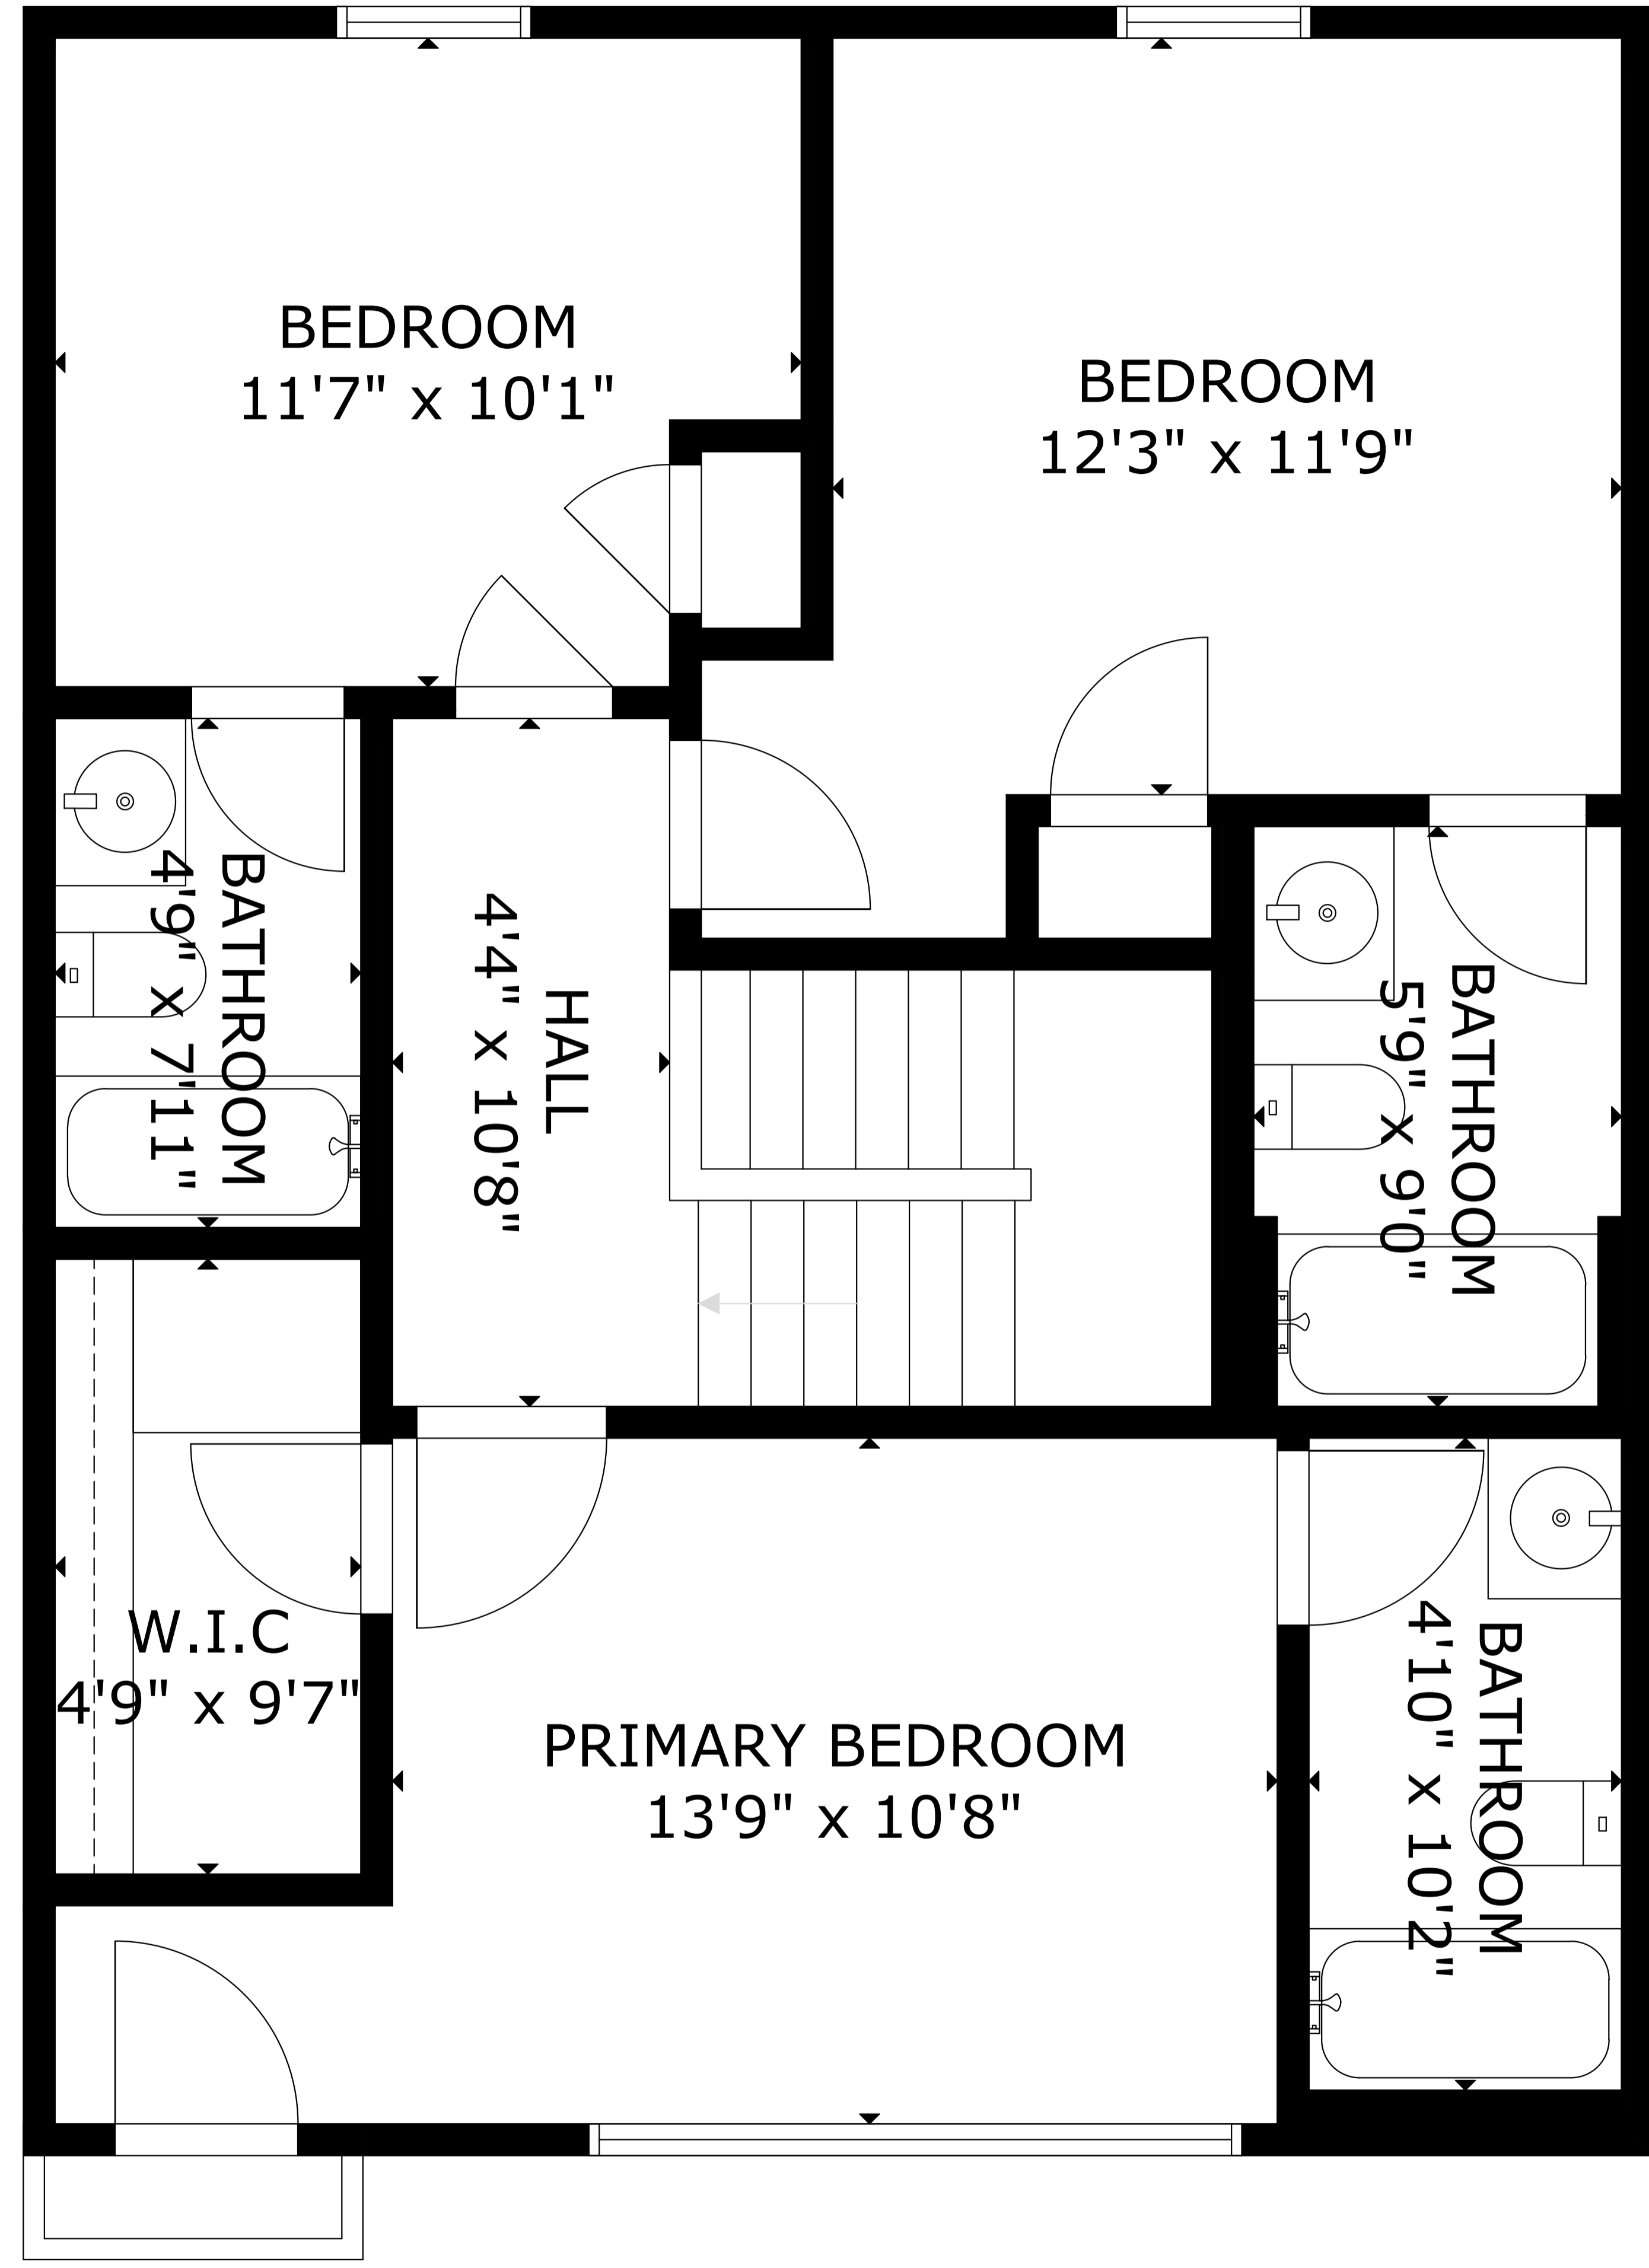 BEDROOM
11'7" x 10'1"
BEDROOM
12'3" x 11'9"
BATHROOM
4'9" x 7'11"
HALL
4'4" x 10'8"
BATHROOM
5'9" x 9'0"
W.I.C
4'9" x 9'7"
PRIMARY BEDROOM
13'9" x 10'8"
BATHROOM
4'10" x 10'2"